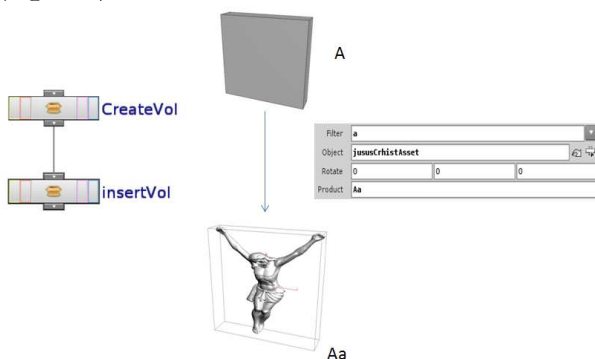 A
CreateVol
insertVol
Filter a
Object jususCrhistAsset
Rotate 0 0 0
Product Aa
Aa